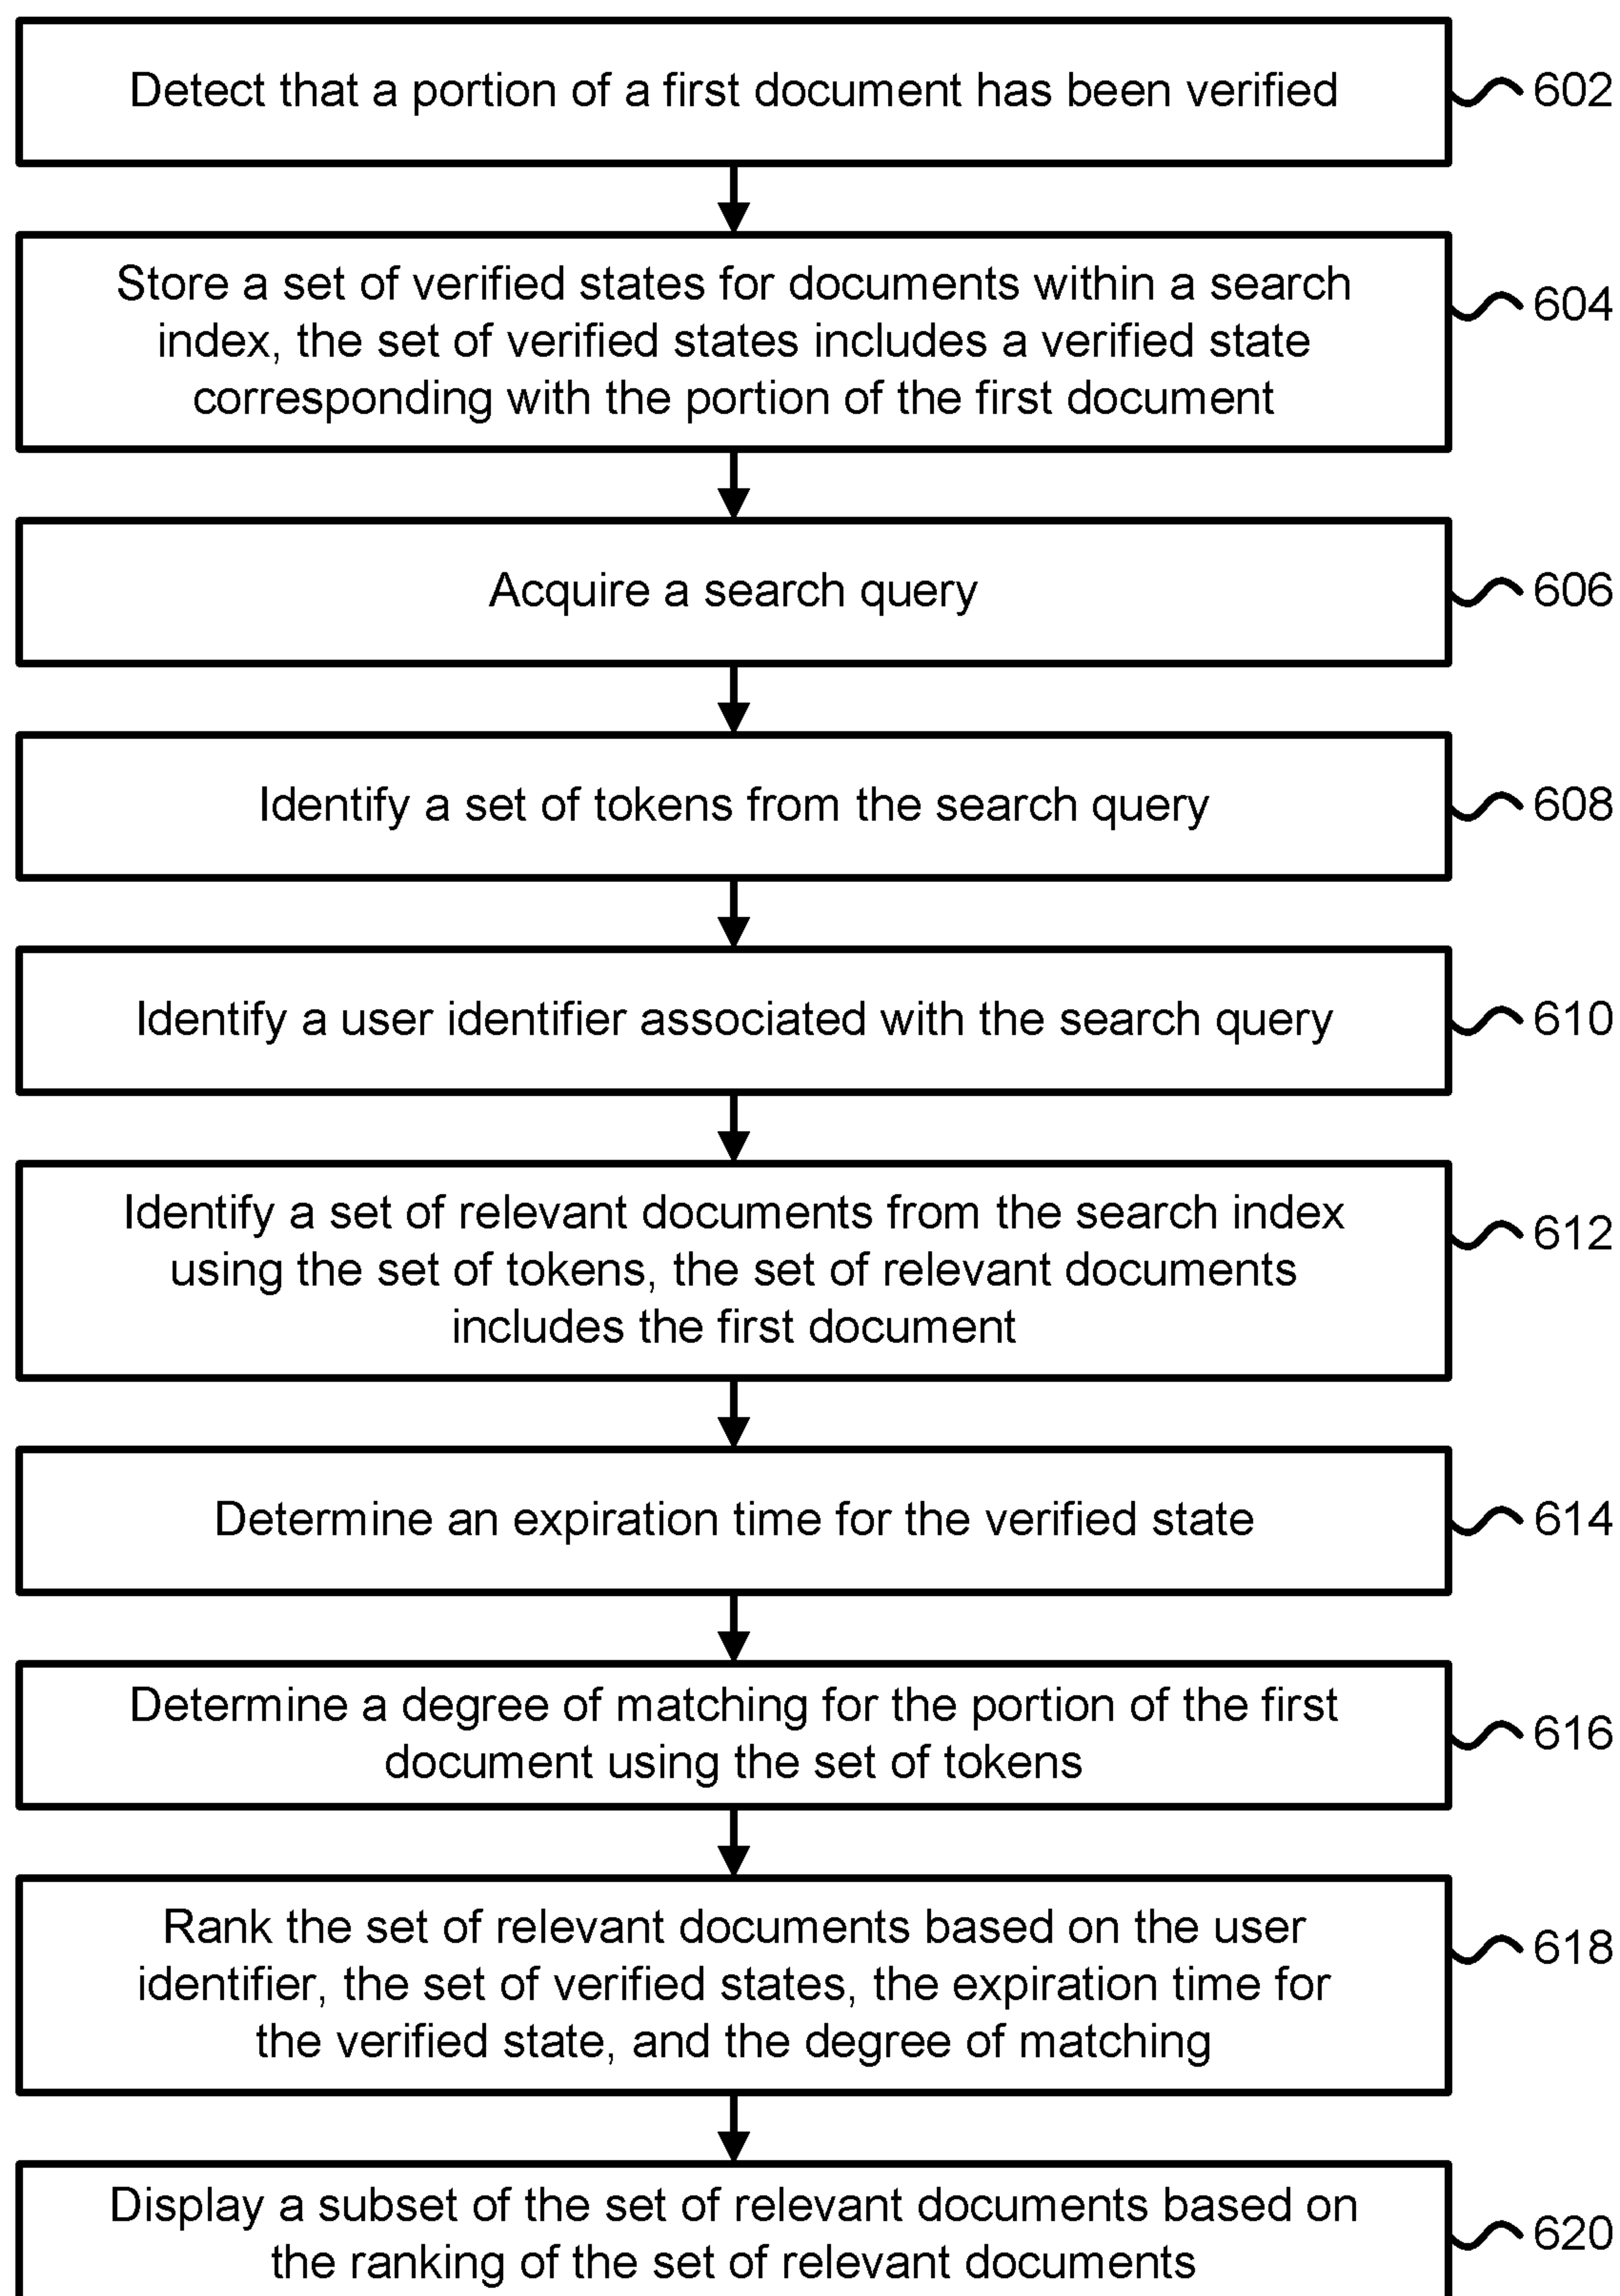 Detect that a portion of a first document has been verified
602
Store a set of verified states for documents within a search
index, the set of verified states includes a verified state
corresponding with the portion of the first document
604
Acquire a search query
606
Identify a set of tokens from the search query
608
Identify a user identifier associated with the search query
610
Identify a set of relevant documents from the search index
using the set of tokens, the set of relevant documents
includes the first document
612
Determine an expiration time for the verified state
614
Determine a degree of matching for the portion of the first
document using the set of tokens
616
Rank the set of relevant documents based on the user
identifier, the set of verified states, the expiration time for
the verified state, and the degree of matching
618
Display a subset of the set of relevant documents based on
the ranking of the set of relevant documents
620